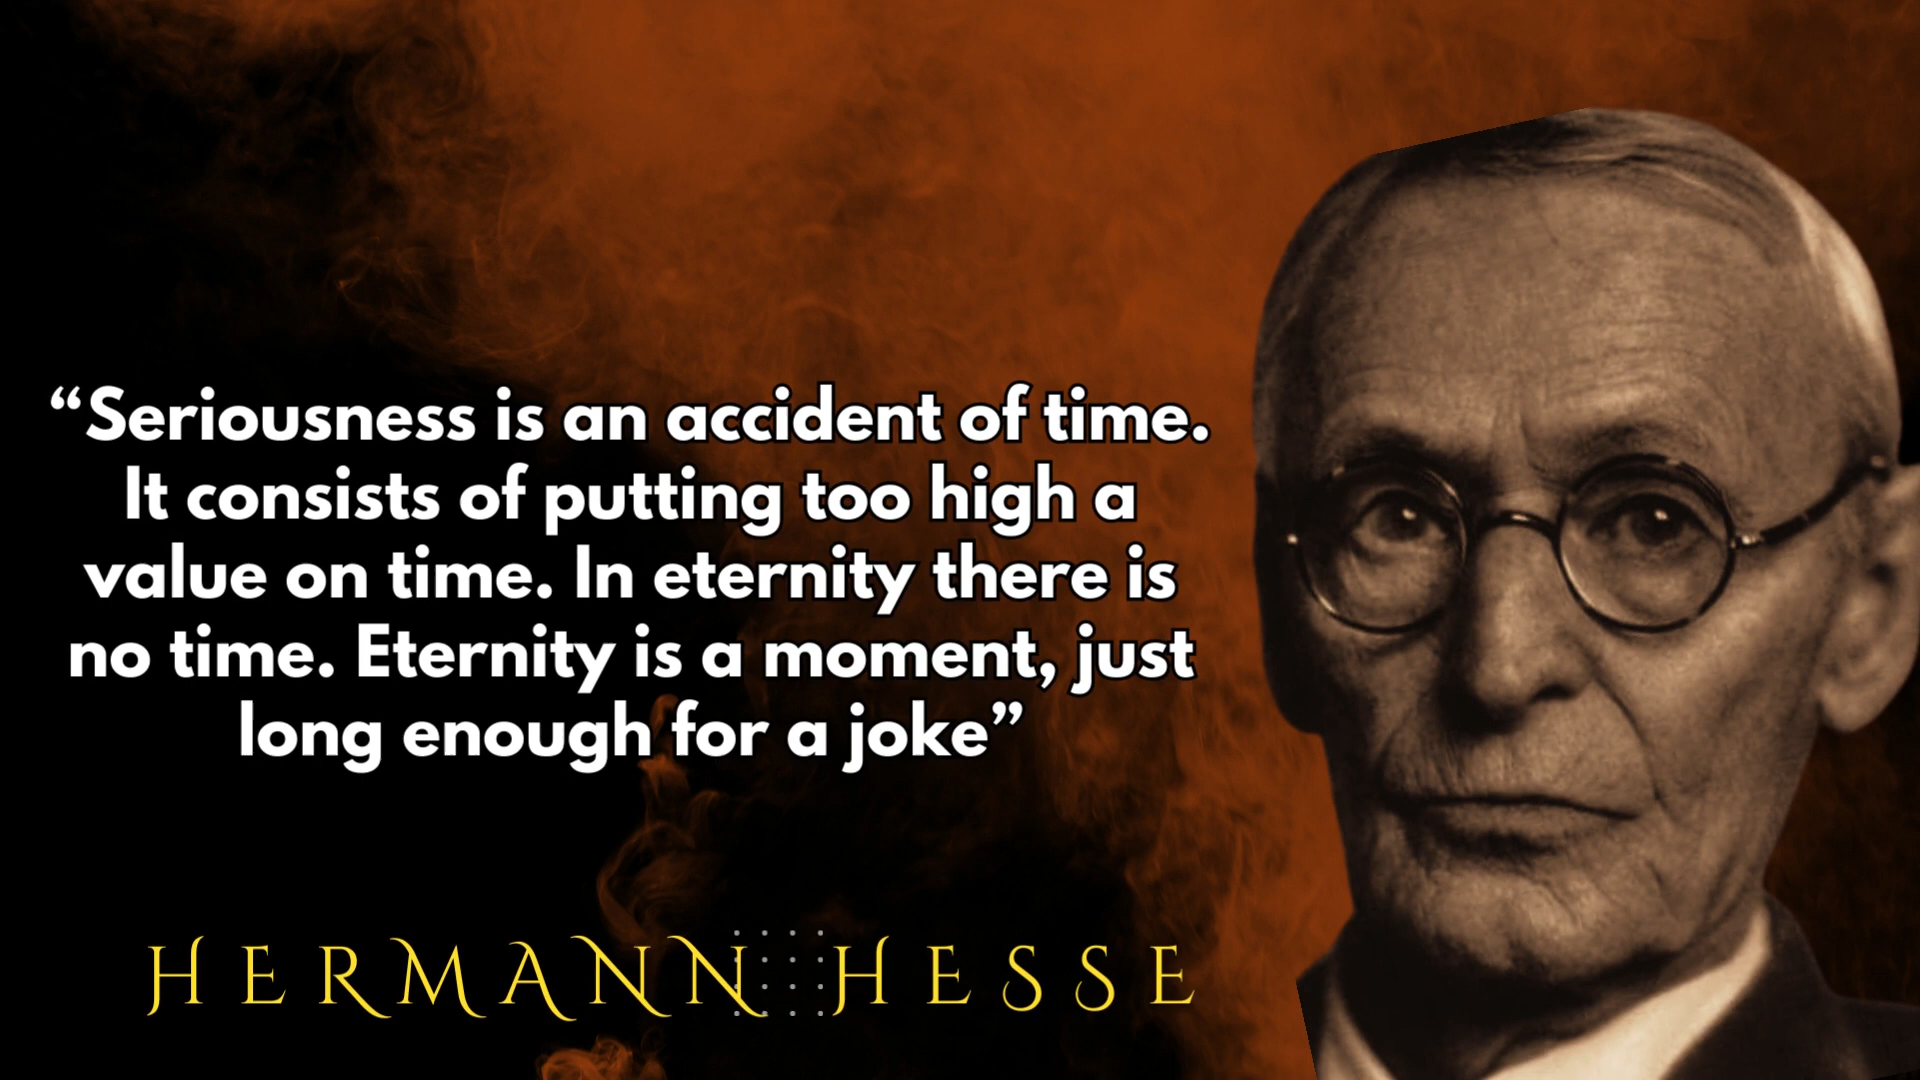 “Seriousness is an accident of time.
It consists of putting too high a
value on time. In eternity there is
no time. Eternity is a moment, just
long enough for a joke”
HERMANN HESSE